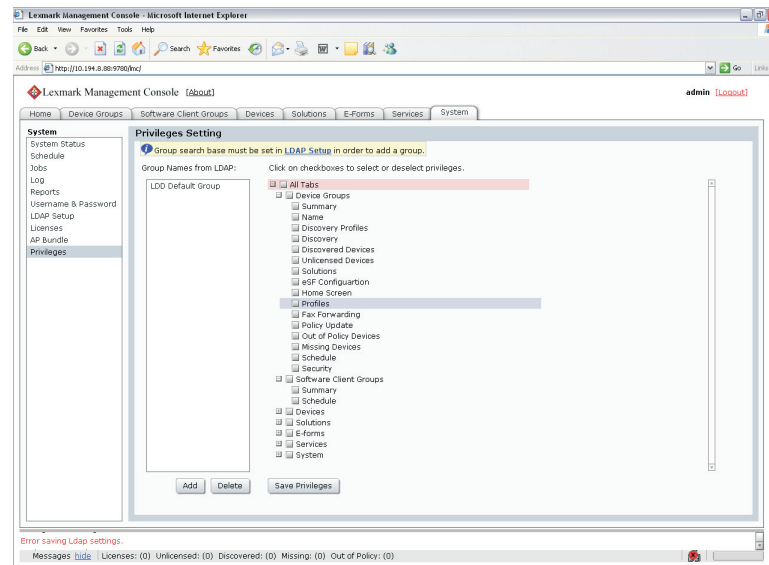 Lexmark Management Console - Microsoft Internet Explorer
File Edit View Favorites Tools Help
Back Search Favorites
Address http://10.194.8.88:9780/lmc/ Go Links
Lexmark Management Console [About] admin [Logout]
Home Device Groups Software Client Groups Devices Solutions E-Forms Services System
System
System Status
Schedule
Jobs
Log
Reports
Username & Password
LDAP Setup
Licenses
AP Bundle
Privileges
Privileges Setting
Group search base must be set in LDAP Setup in order to add a group.
Group Names from LDAP: Click on checkboxes to select or deselect privileges.
LDD Default Group
All Tabs
Device Groups
Summary
Name
Discovery Profiles
Discovery
Discovered Devices
Unlicensed Devices
Solutions
eSF Configuartion
Home Screen
Profiles
Fax Forwarding
Policy Update
Out of Policy Devices
Missing Devices
Schedule
Security
Software Client Groups
Summary
Schedule
Devices
Solutions
E-forms
Services
System
Add Delete Save Privileges
Error saving Ldap settings.
Messages hide Licenses: (0) Unlicensed: (0) Discovered: (0) Missing: (0) Out of Policy: (0)